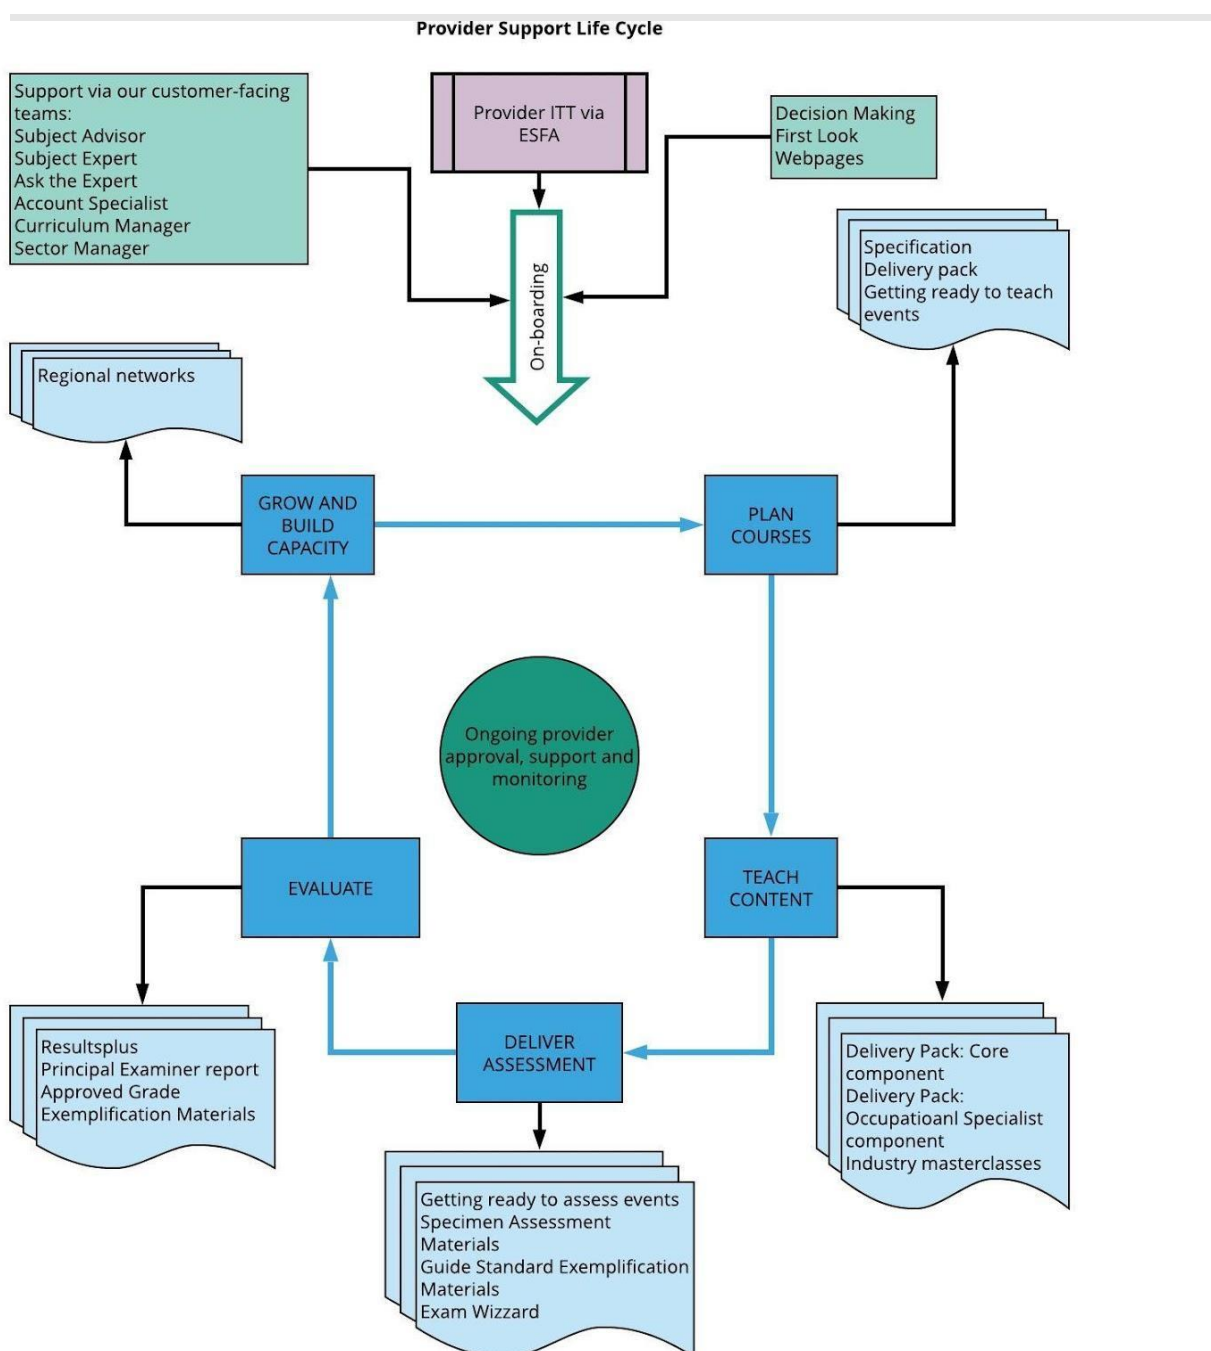 Provider Support Life Cycle
Support via our customer-facing
teams:
Subject Advisor
Subject Expert
Ask the Expert
Account Specialist
Curriculum Manager
Sector Manager
Provider ITT via
ESFA
Decision Making
First Look
Webpages
On-boarding
Specification
Delivery pack
Getting ready to teach
events
Regional networks
GROW AND
BUILD
CAPACITY
PLAN
COURSES
Ongoing provider
approval, support and
monitoring
EVALUATE
TEACH
CONTENT
DELIVER
ASSESSMENT
Resultsplus
Principal Examiner report
Approved Grade
Exemplification Materials
Delivery Pack: Core
component
Delivery Pack:
Occupatioanl Specialist
component
Industry masterclasses
Getting ready to assess events
Specimen Assessment
Materials
Guide Standard Exemplification
Materials
Exam Wizzard